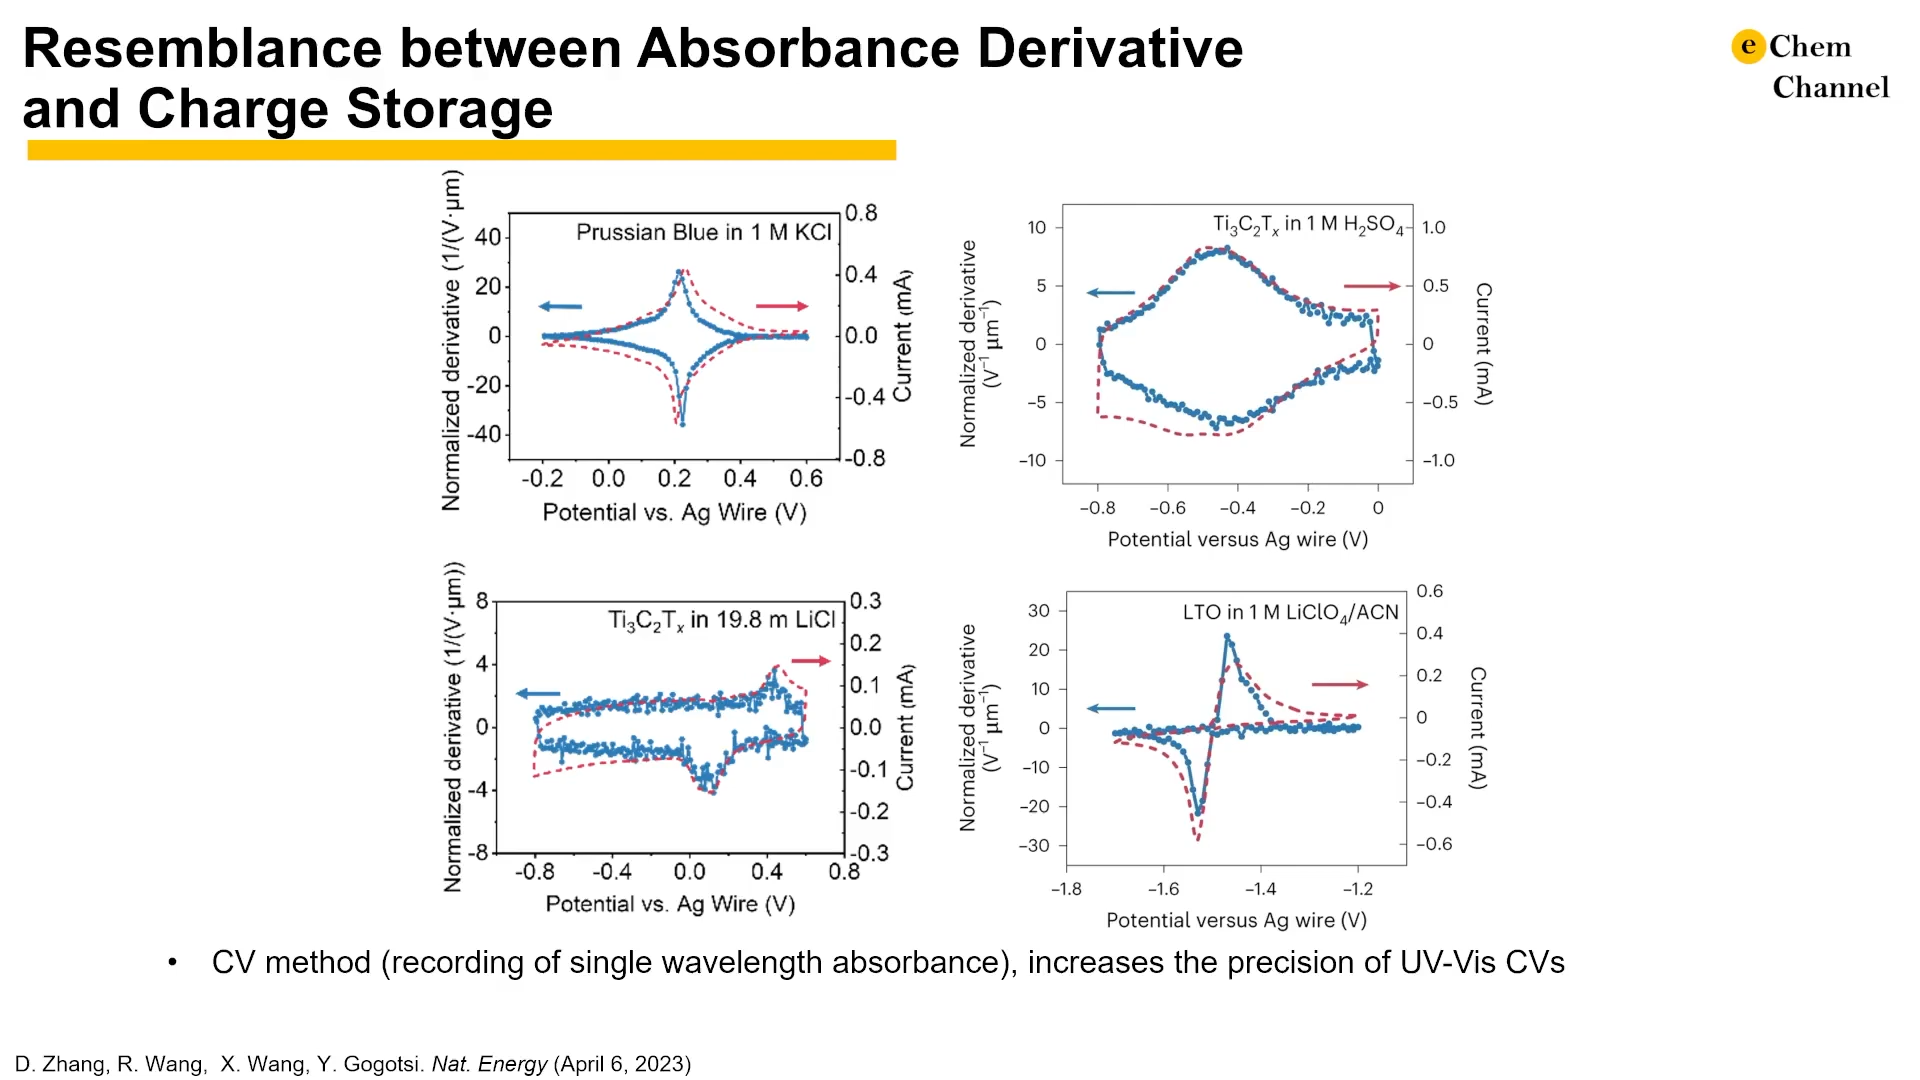 Resemblance between Absorbance Derivative
and Charge Storage
e Chem
Channel
Normalized derivative (1/(V·μm)
40
20
0
-20
-40
Prussian Blue in 1 M KCl
0.8
0.4
0.0
-0.4
-0.8
Current (mA)
-0.2 0.0 0.2 0.4 0.6
Potential vs. Ag Wire (V)
Normalized derivative
(V⁻¹ μm⁻¹)
10
5
0
−5
−10
Ti₃C₂Tₓ in 1 M H₂SO₄
1.0
0.5
0
−0.5
−1.0
Current (mA)
−0.8 −0.6 −0.4 −0.2 0
Potential versus Ag wire (V)
Normalized derivative (1/(V·μm))
8
4
0
-4
-8
Ti₃C₂Tₓ in 19.8 m LiCl
0.3
0.2
0.1
0.0
-0.1
-0.2
-0.3
Current (mA)
-0.8 -0.4 0.0 0.4 0.8
Potential vs. Ag Wire (V)
Normalized derivative
(V⁻¹ μm⁻¹)
30
20
10
0
−10
−20
−30
LTO in 1 M LiClO₄/ACN
0.6
0.4
0.2
0
−0.2
−0.4
−0.6
Current (mA)
−1.8 −1.6 −1.4 −1.2
Potential versus Ag wire (V)
• CV method (recording of single wavelength absorbance), increases the precision of UV-Vis CVs
D. Zhang, R. Wang, X. Wang, Y. Gogotsi. Nat. Energy (April 6, 2023)